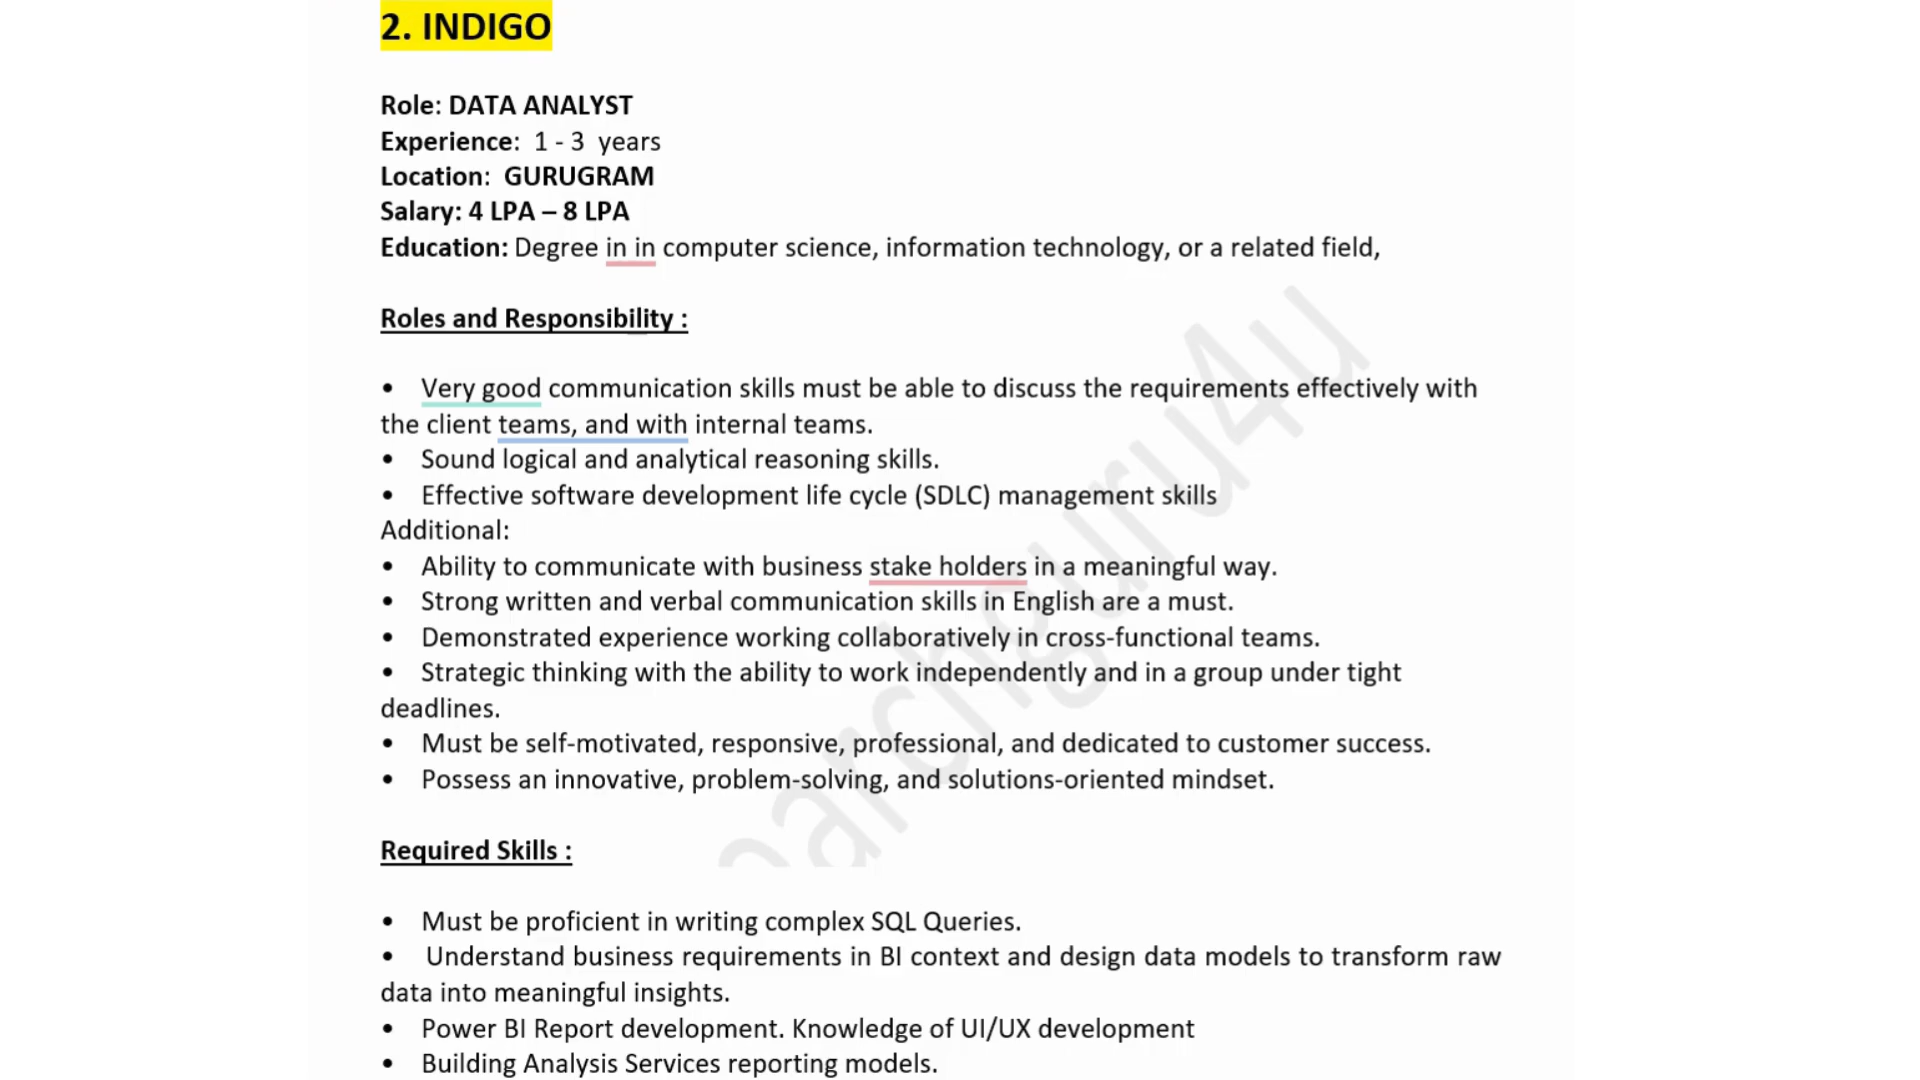 2. INDIGO
Role: DATA ANALYST
Experience: 1 - 3 years
Location: GURUGRAM
Salary: 4 LPA – 8 LPA
Education: Degree in in computer science, information technology, or a related field,
Roles and Responsibility :
• Very good communication skills must be able to discuss the requirements effectively with
the client teams, and with internal teams.
• Sound logical and analytical reasoning skills.
• Effective software development life cycle (SDLC) management skills
Additional:
• Ability to communicate with business stake holders in a meaningful way.
• Strong written and verbal communication skills in English are a must.
• Demonstrated experience working collaboratively in cross-functional teams.
• Strategic thinking with the ability to work independently and in a group under tight
deadlines.
• Must be self-motivated, responsive, professional, and dedicated to customer success.
• Possess an innovative, problem-solving, and solutions-oriented mindset.
Required Skills :
• Must be proficient in writing complex SQL Queries.
• Understand business requirements in BI context and design data models to transform raw
data into meaningful insights.
• Power BI Report development. Knowledge of UI/UX development
• Building Analysis Services reporting models.